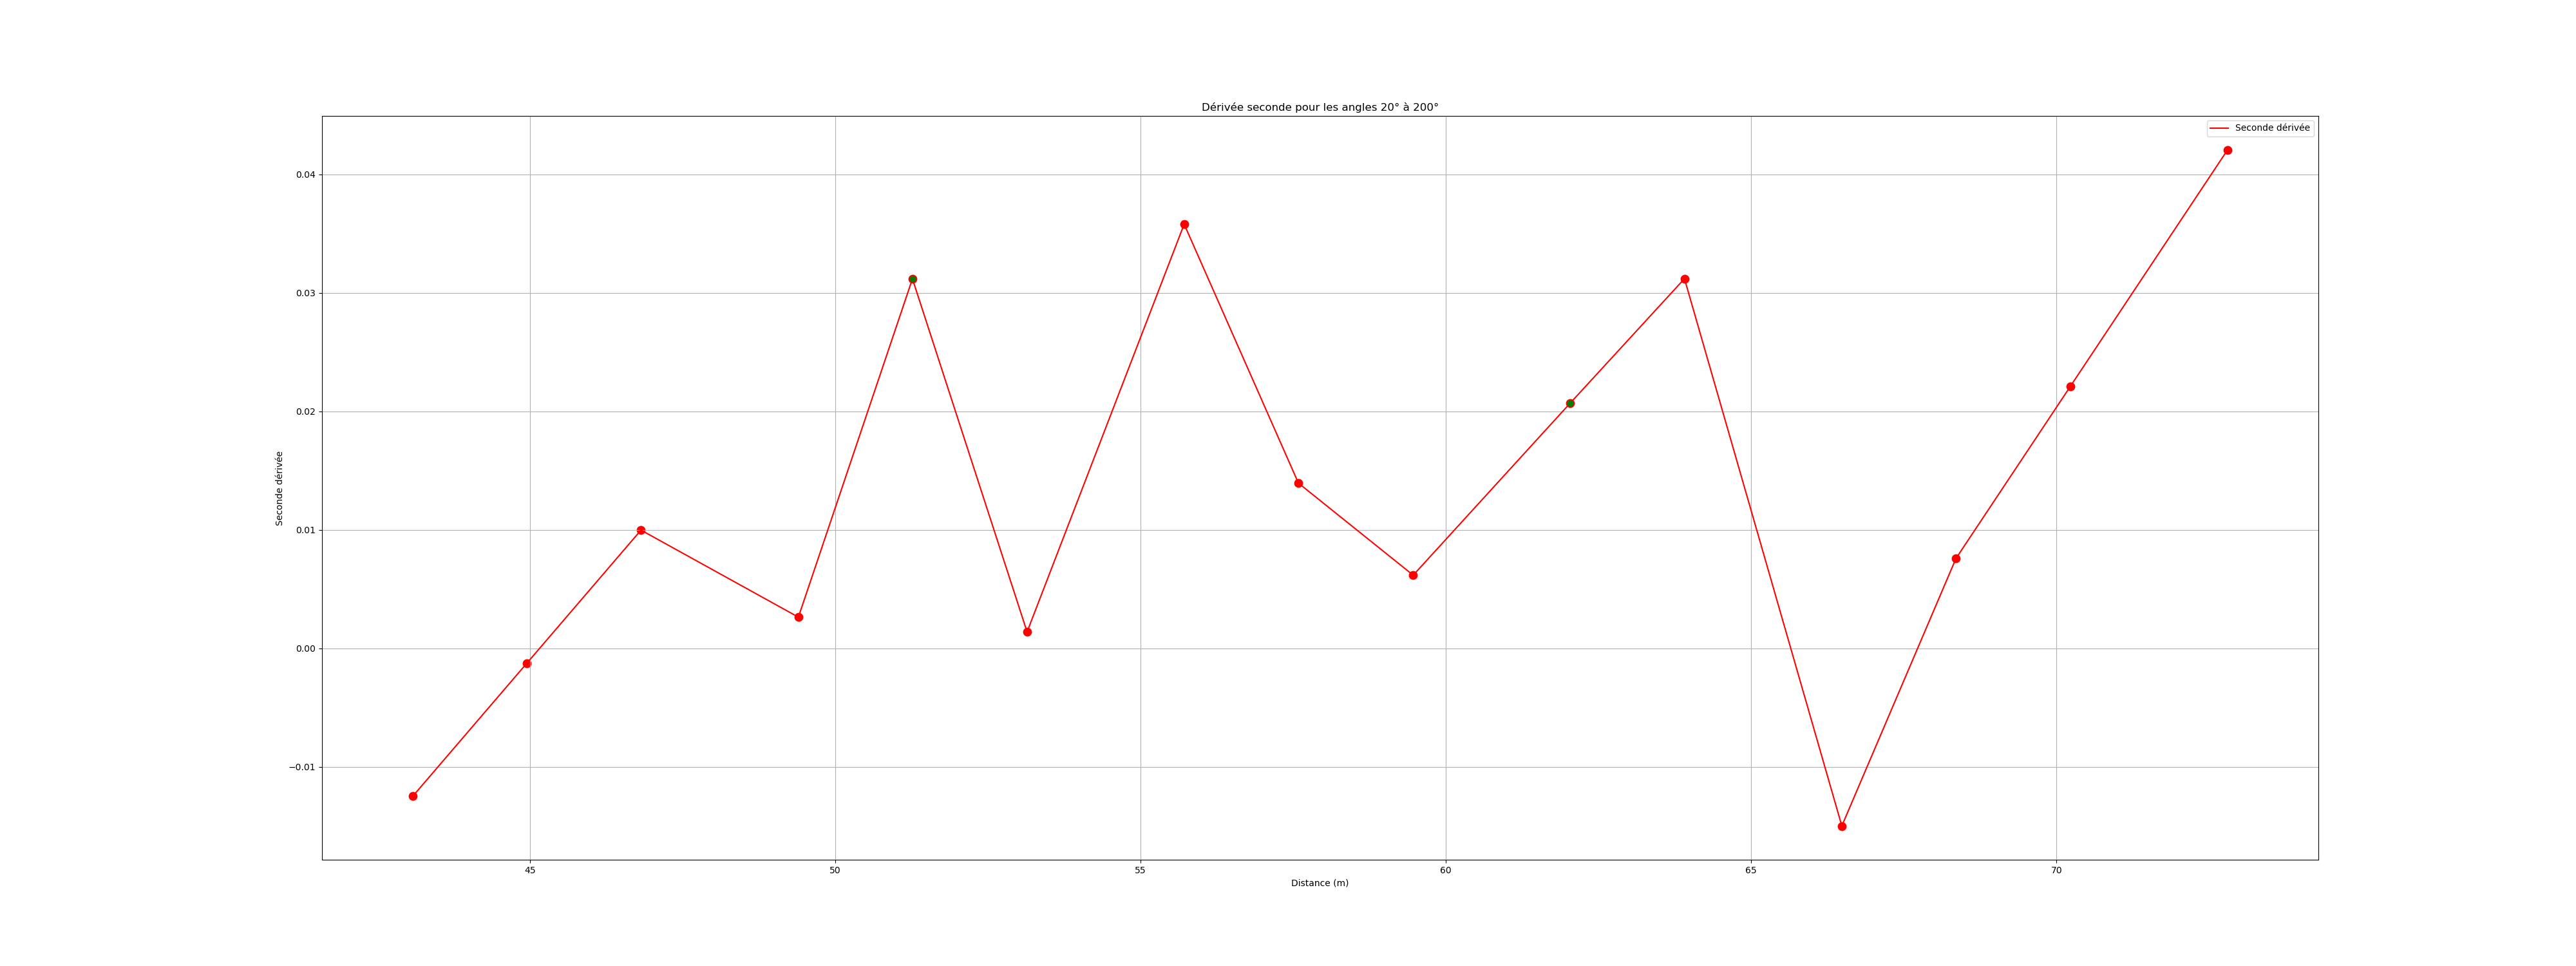 Dérivée seconde pour les angles 20° à 200°
Seconde dérivée
0.04
0.03
0.02
0.01
0.00
−0.01
Seconde dérivée
45 50 55 60 65 70
Distance (m)